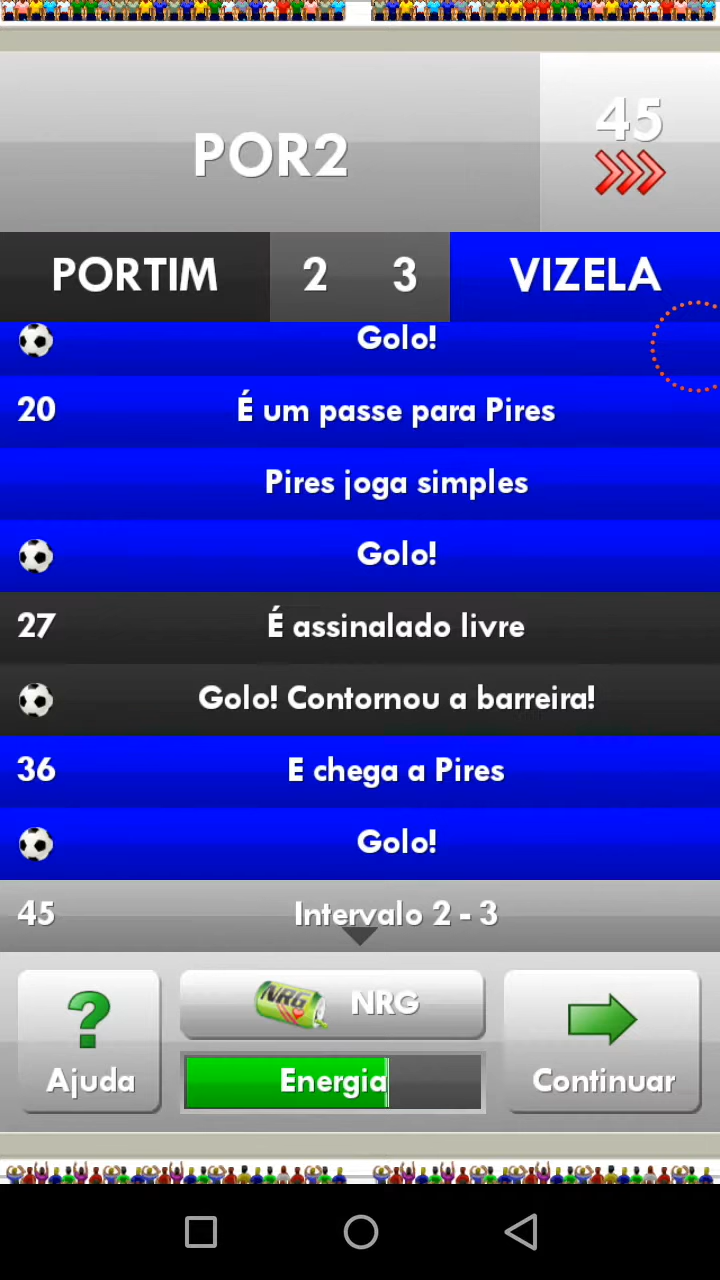 POR2
45
PORTIM 2 3 VIZELA
Golo!
20 É um passe para Pires
Pires joga simples
Golo!
27 É assinalado livre
Golo! Contornou a barreira!
36 E chega a Pires
Golo!
45 Intervalo 2 - 3
NRG NRG
Energia
? Ajuda
Continuar